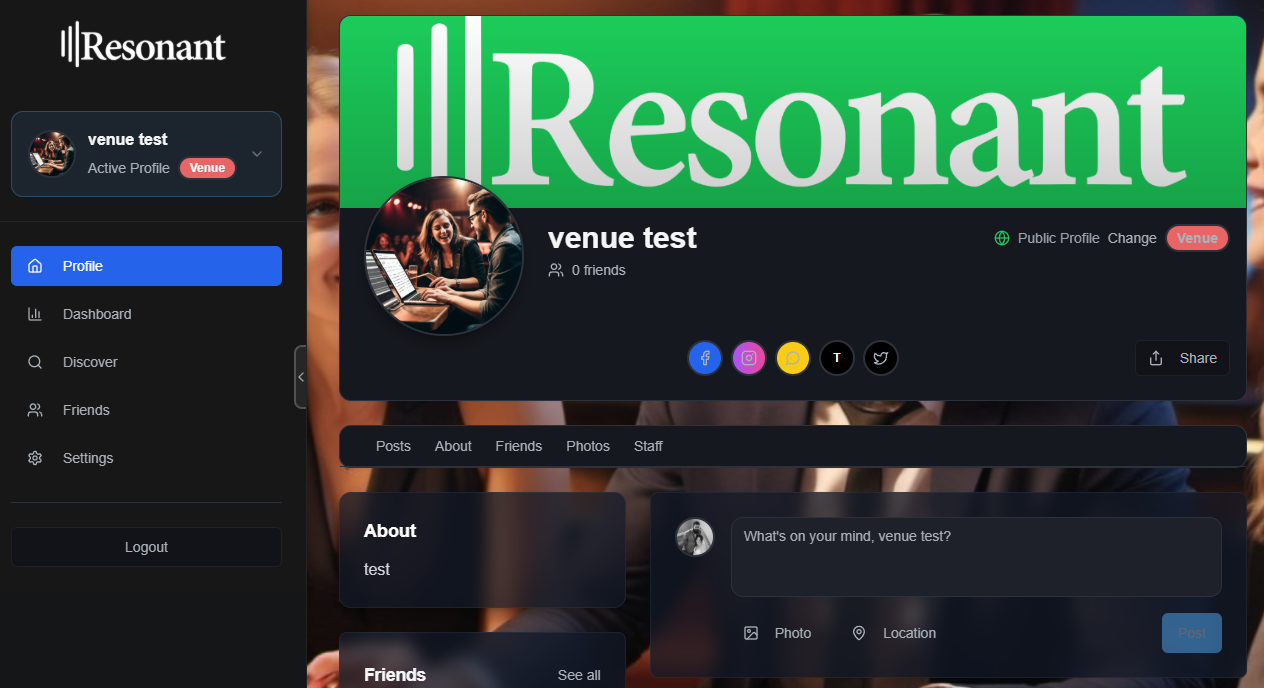 Resonant
venue test
Active Profile Venue
Profile
Dashboard
Discover
Friends
Settings
Logout
Resonant
venue test
0 friends
Public Profile Change Venue
T
Share
Posts About Friends Photos Staff
About
test
Friends See all
What's on your mind, venue test?
Photo Location Post